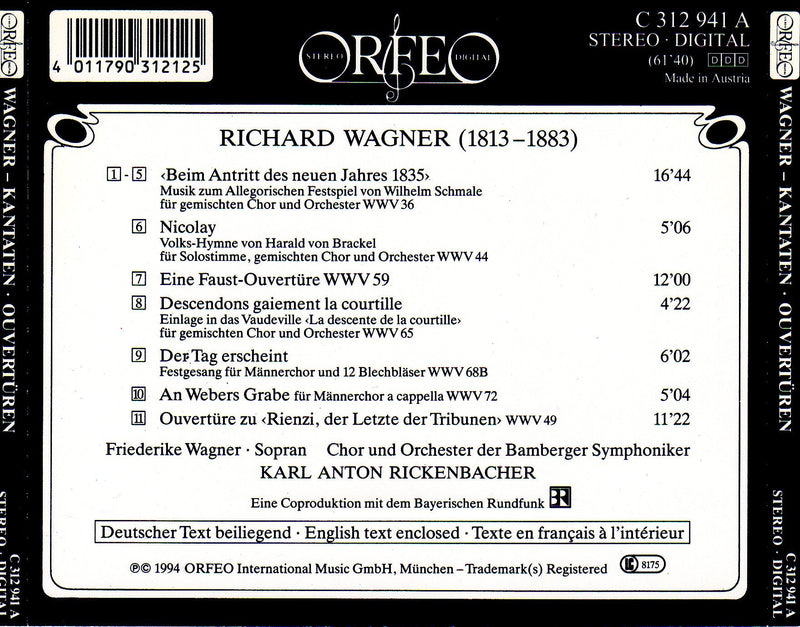 ORFEO
WAGNER – KANTATEN · OUVERTÜREN
STEREO · DIGITAL
C 312 941 A
4 011790 312125
STEREO ORFEO DIGITAL
C 312 941 A
STEREO · DIGITAL
(61'40) DDD
Made in Austria
RICHARD WAGNER (1813–1883)
1 - 5 ‹Beim Antritt des neuen Jahres 1835› 16'44
Musik zum Allegorischen Festspiel von Wilhelm Schmale
für gemischten Chor und Orchester WWV 36
6 Nicolay 5'06
Volks-Hymne von Harald von Brackel
für Solostimme, gemischten Chor und Orchester WWV 44
7 Eine Faust-Ouvertüre WWV 59 12'00
8 Descendons gaiement la courtille 4'22
Einlage in das Vaudeville ‹La descente de la courtille›
für gemischten Chor und Orchester WWV 65
9 Der Tag erscheint 6'02
Festgesang für Männerchor und 12 Blechbläser WWV 68B
10 An Webers Grabe für Männerchor a cappella WWV 72 5'04
11 Ouvertüre zu ‹Rienzi, der Letzte der Tribunen› WWV 49 11'22
Friederike Wagner · Sopran Chor und Orchester der Bamberger Symphoniker
KARL ANTON RICKENBACHER
Eine Coproduktion mit dem Bayerischen Rundfunk BR
Deutscher Text beiliegend · English text enclosed · Texte en français à l'intérieur
℗© 1994 ORFEO International Music GmbH, München – Trademark(s) Registered LC 8175
ORFEO
WAGNER – KANTATEN · OUVERTÜREN
STEREO · DIGITAL
C 312 941 A